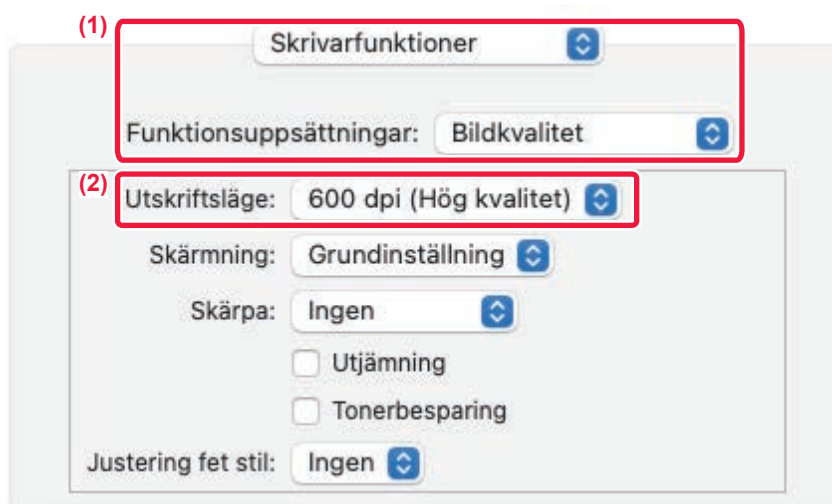 (1)
Skrivarfunktioner
Funktionsuppsättningar: Bildkvalitet
(2)
Utskriftsläge: 600 dpi (Hög kvalitet)
Skärmning: Grundinställning
Skärpa: Ingen
Utjämning
Tonerbesparing
Justering fet stil: Ingen